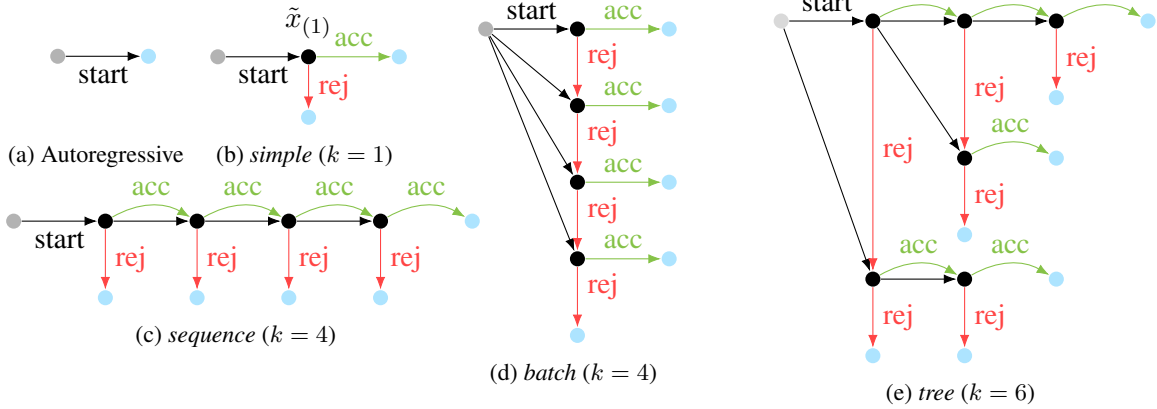 start
(a) Autoregressive
x̃(1)
start
acc
rej
(b) simple (k = 1)
start
acc
acc
acc
acc
rej
rej
rej
rej
(c) sequence (k = 4)
start
acc
rej
acc
rej
acc
rej
acc
rej
(d) batch (k = 4)
start
rej
rej
rej
acc
rej
acc
acc
rej
rej
(e) tree (k = 6)